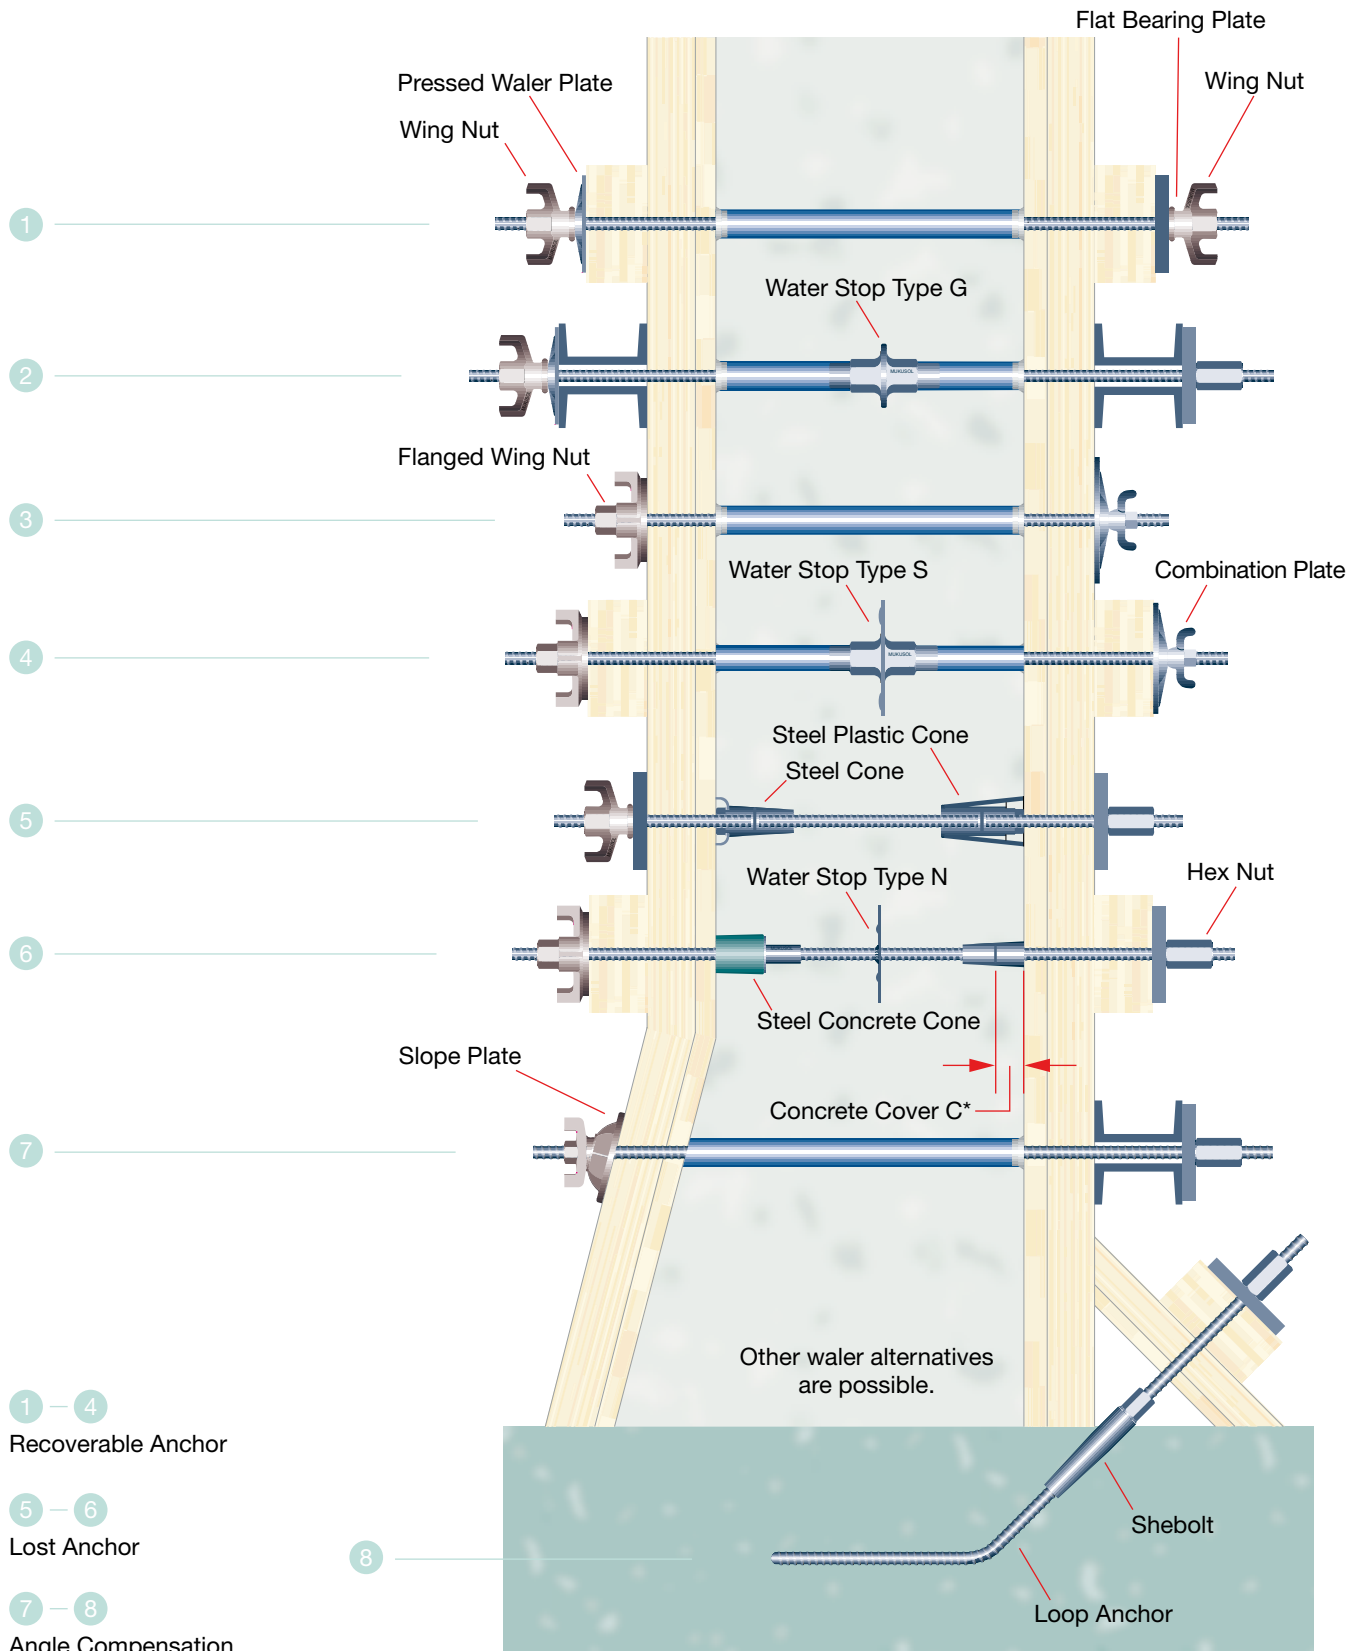 Flat Bearing Plate
Pressed Waler Plate
Wing Nut
Wing Nut
1
Water Stop Type G
2
MUKUSOL
Flanged Wing Nut
3
Water Stop Type S
Combination Plate
4
MUKUSOL
Steel Plastic Cone
Steel Cone
5
Water Stop Type N
Hex Nut
6
Steel Concrete Cone
Slope Plate
Concrete Cover C*
7
Other waler alternatives
are possible.
1 – 4
Recoverable Anchor
5 – 6
Lost Anchor
Shebolt
8
7 – 8
Loop Anchor
Angle Compensation